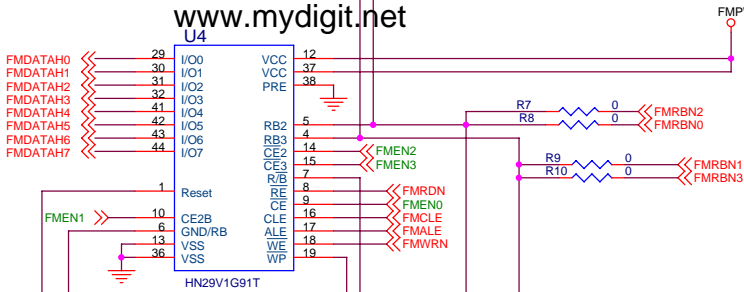 www.mydigit.net
FMP
U4
FMDATAH0 29 I/O0 VCC 12
FMDATAH1 30 I/O1 VCC 37
FMDATAH2 31 I/O2 PRE 38
FMDATAH3 32 I/O3
FMDATAH4 41 I/O4
FMDATAH5 42 I/O5 RB2 5
FMDATAH6 43 I/O6 RB3 4
FMDATAH7 44 I/O7 CE2 14 FMEN2
CE3 15 FMEN3
R/B 7
1 Reset RE 8 FMRDN
CE 9 FMEN0
FMEN1 10 CE2B CLE 16 FMCLE
6 GND/RB ALE 17 FMALE
13 VSS WE 18 FMWRN
36 VSS WP 19
HN29V1G91T
R7 0 FMRBN2
R8 0 FMRBN0
R9 0 FMRBN1
R10 0 FMRBN3